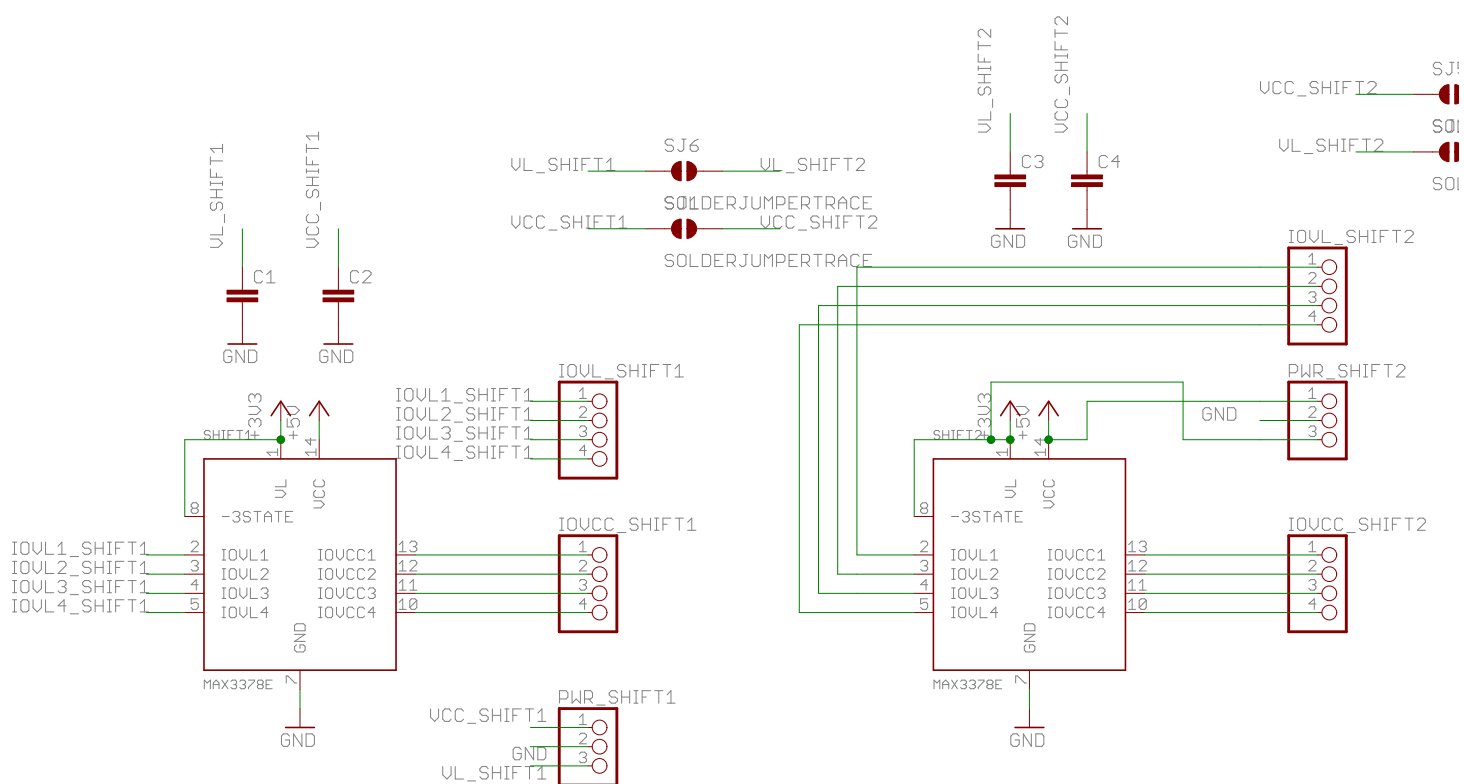 VL_SHIFT1
VCC_SHIFT1
C1
C2
GND
GND
SJ6
VL_SHIFT1
VL_SHIFT2
SOLDERJUMPERTRACE
SJ1
VCC_SHIFT1
VCC_SHIFT2
SOLDERJUMPERTRACE
VL_SHIFT2
VCC_SHIFT2
C3
C4
GND
GND
VCC_SHIFT2
VL_SHIFT2
+3V3
+5V
SHIFT1
1
14
VL
VCC
8
-3STATE
IOVL1_SHIFT1
2
IOVL1
IOVCC1
13
IOVL2_SHIFT1
3
IOVL2
IOVCC2
12
IOVL3_SHIFT1
4
IOVL3
IOVCC3
11
IOVL4_SHIFT1
5
IOVL4
IOVCC4
10
GND
MAX3378E
7
GND
IOVL_SHIFT1
IOVL1_SHIFT1
1
IOVL2_SHIFT1
2
IOVL3_SHIFT1
3
IOVL4_SHIFT1
4
IOVCC_SHIFT1
1
2
3
4
PWR_SHIFT1
VCC_SHIFT1
1
GND
2
VL_SHIFT1
3
+3V3
+5V
SHIFT2
1
14
VL
VCC
8
-3STATE
2
IOVL1
IOVCC1
13
3
IOVL2
IOVCC2
12
4
IOVL3
IOVCC3
11
5
IOVL4
IOVCC4
10
GND
MAX3378E
7
GND
IOVL_SHIFT2
1
2
3
4
PWR_SHIFT2
1
GND
2
3
IOVCC_SHIFT2
1
2
3
4